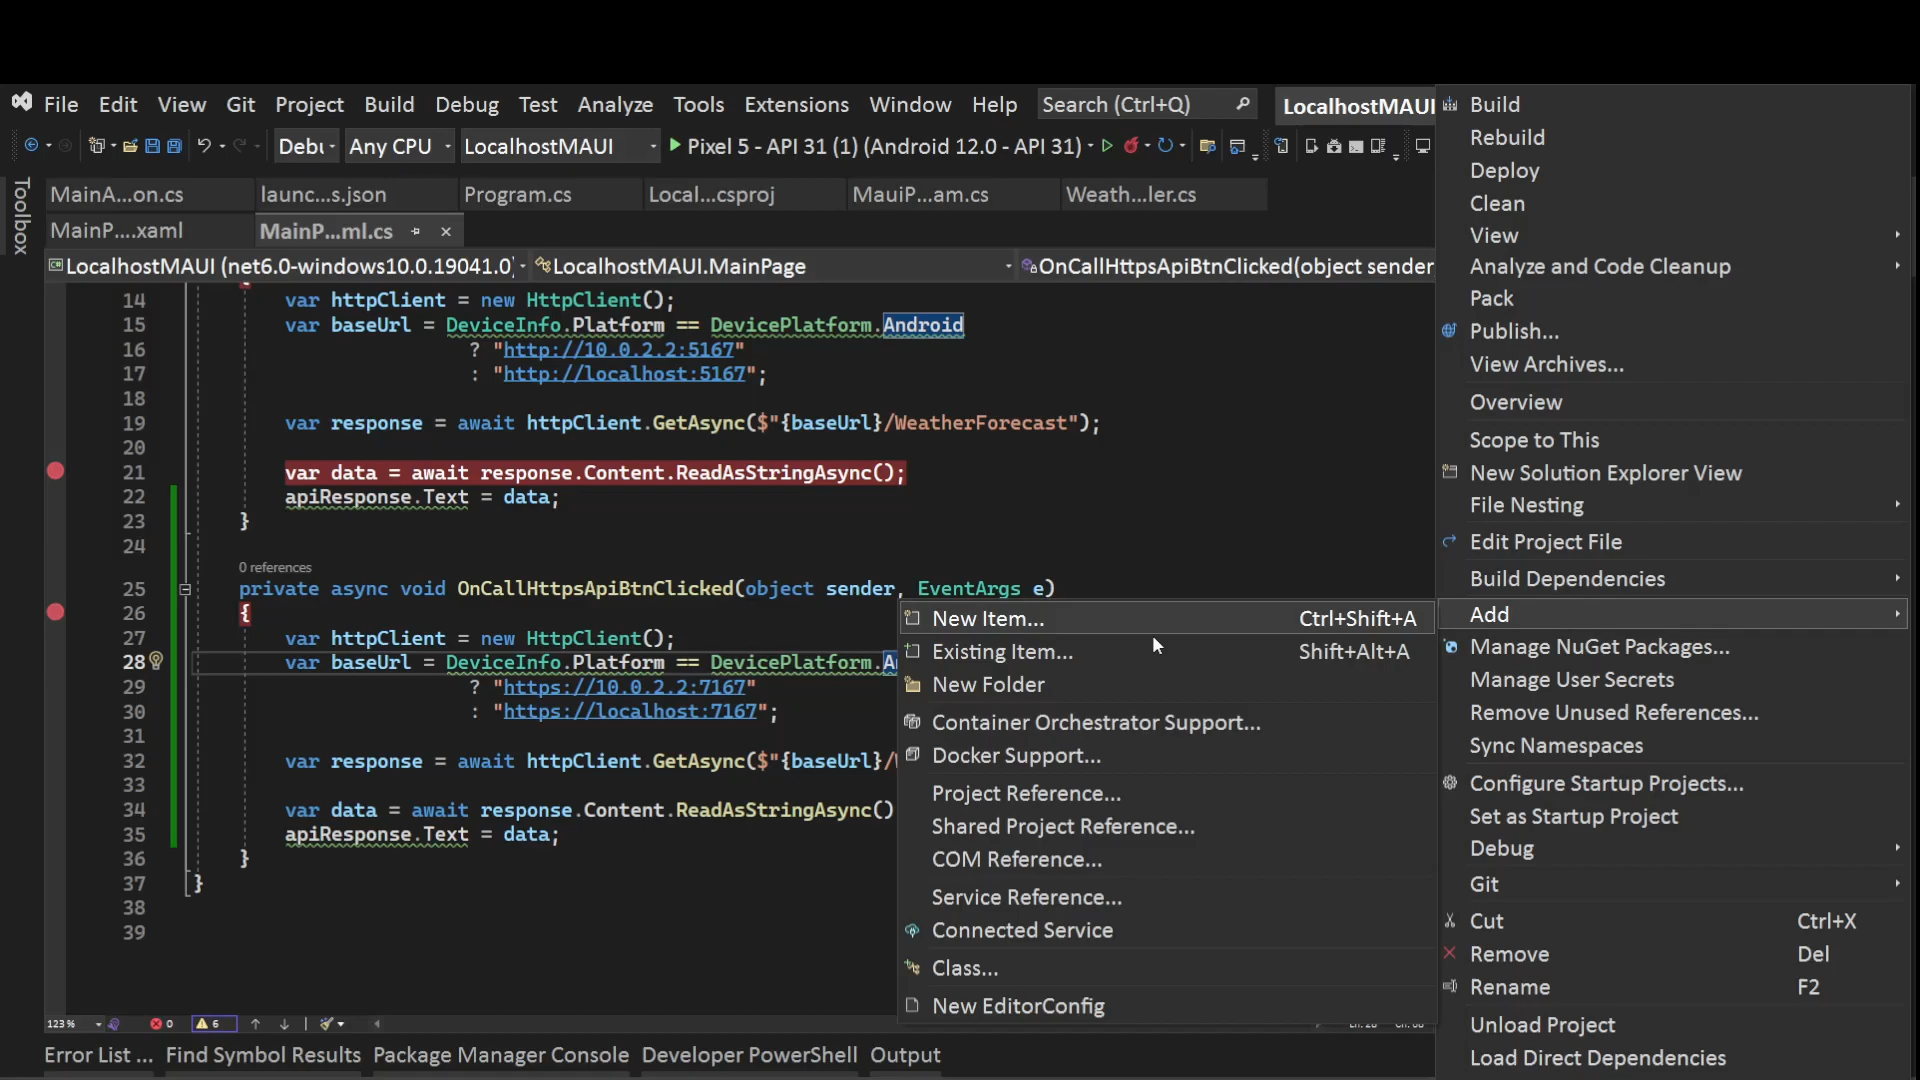 File Edit View Git Project Build Debug Test Analyze Tools Extensions Window Help Search (Ctrl+Q) LocalhostMAUI
Any CPU LocalhostMAUI Pixel 5 - API 31 (1) (Android 12.0 - API 31)
Toolbox
MainA...on.cs launc...s.json Program.cs Local...csproj MauiP...am.cs Weath...ler.cs
MainP....xaml MainP...ml.cs
LocalhostMAUI (net6.0-windows10.0.19041.0) LocalhostMAUI.MainPage OnCallHttpsApiBtnClicked(object sender
14 var httpClient = new HttpClient();
15 var baseUrl = DeviceInfo.Platform == DevicePlatform.Android
16 ? "http://10.0.2.2:5167"
17 : "http://localhost:5167";
18
19 var response = await httpClient.GetAsync($"{baseUrl}/WeatherForecast");
20
21 var data = await response.Content.ReadAsStringAsync();
22 apiResponse.Text = data;
23 }
24
0 references
25 private async void OnCallHttpsApiBtnClicked(object sender, EventArgs e)
26 {
27 var httpClient = new HttpClient();
28 var baseUrl = DeviceInfo.Platform == DevicePlatform.
29 ? "https://10.0.2.2:7167"
30 : "https://localhost:7167";
31
32 var response = await httpClient.GetAsync($"{baseUrl}/
33
34 var data = await response.Content.ReadAsStringAsync()
35 apiResponse.Text = data;
36 }
37 }
38
39
123 % 0 6
Error List ... Find Symbol Results Package Manager Console Developer PowerShell Output
New Item... Ctrl+Shift+A
Existing Item... Shift+Alt+A
New Folder
Container Orchestrator Support...
Docker Support...
Project Reference...
Shared Project Reference...
COM Reference...
Service Reference...
Connected Service
Class...
New EditorConfig
Build
Rebuild
Deploy
Clean
View
Analyze and Code Cleanup
Pack
Publish...
View Archives...
Overview
Scope to This
New Solution Explorer View
File Nesting
Edit Project File
Build Dependencies
Add
Manage NuGet Packages...
Manage User Secrets
Remove Unused References...
Sync Namespaces
Configure Startup Projects...
Set as Startup Project
Debug
Git
Cut Ctrl+X
Remove Del
Rename F2
Unload Project
Load Direct Dependencies